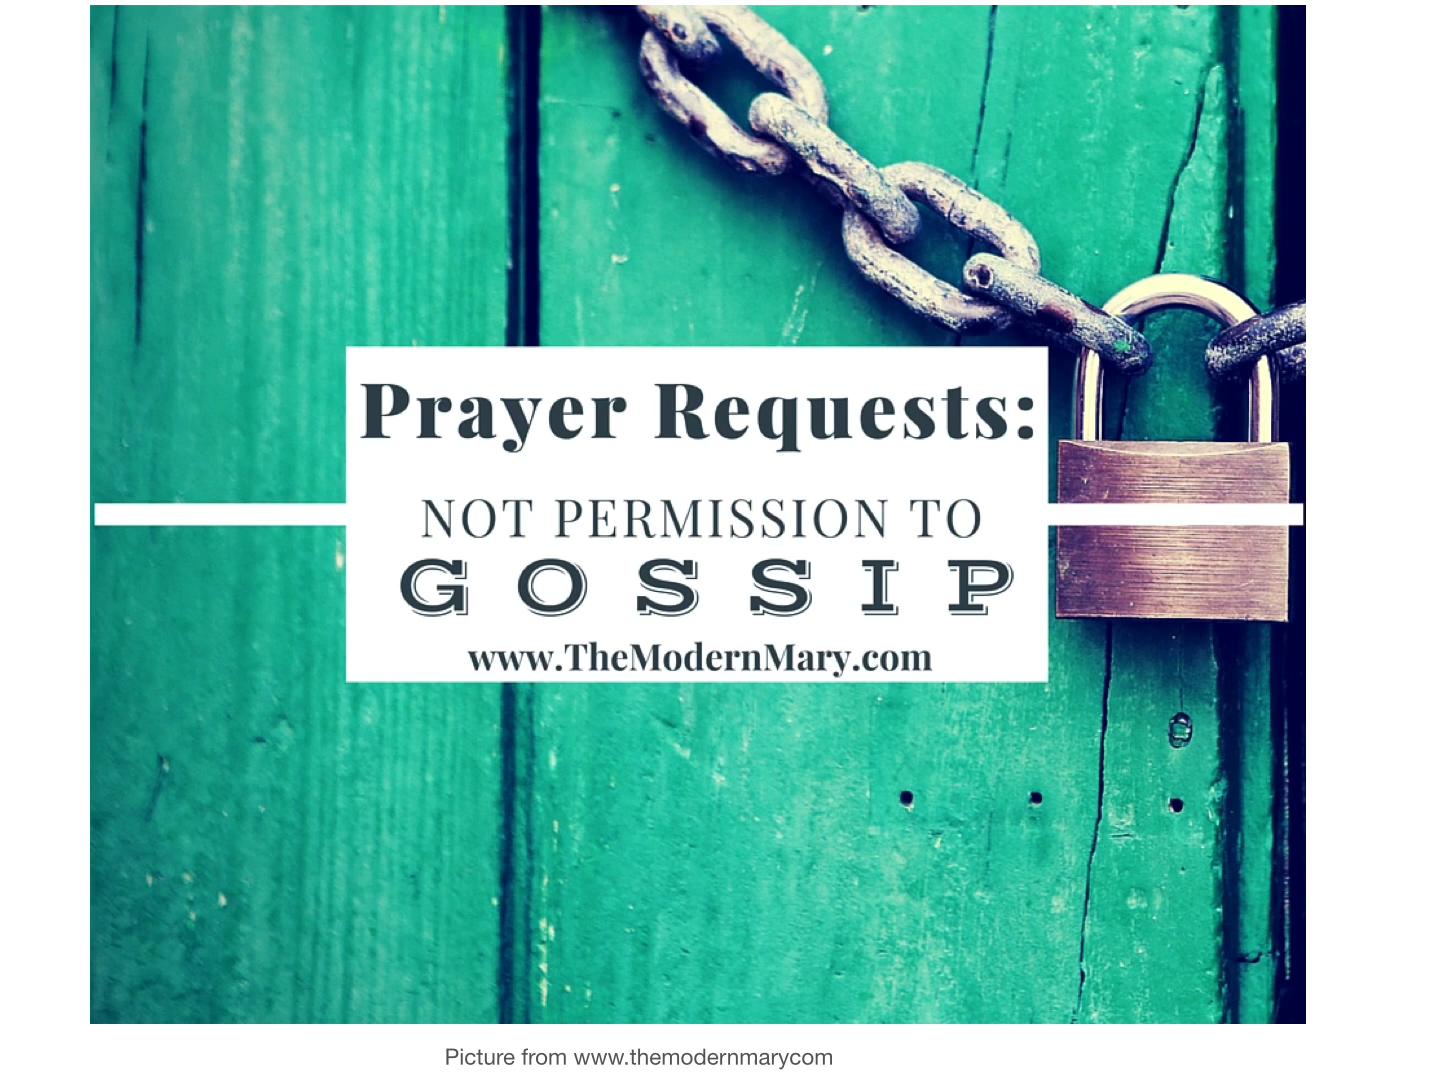 Prayer Requests:
NOT PERMISSION TO
GOSSIP
www.TheModernMary.com
Picture from www.themodernmarycom